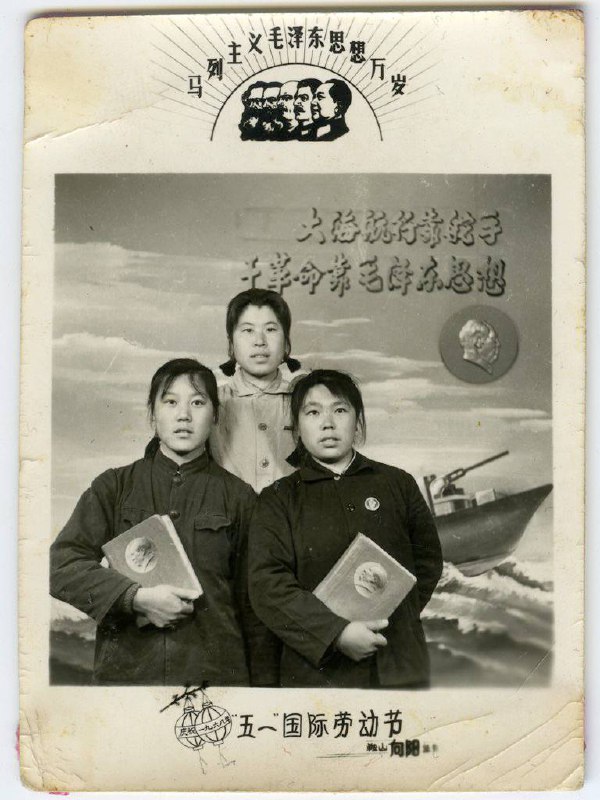 马列主义毛泽东思想万岁
大海航行靠舵手
干革命靠毛泽东思想
庆祝一九六八年
"五一"国际劳动节
鞍山向阳